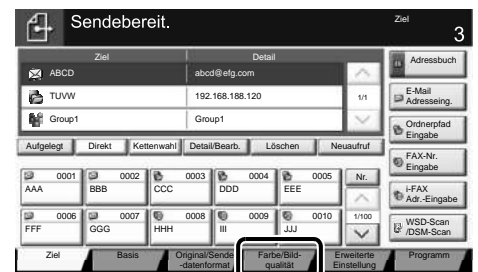 Sendebereit.
Ziel
3
Ziel Detail
ABCD abcd@efg.com
TUVW 192.168.188.120
1/1
Group1 Group1
Adressbuch
E-Mail
Adresseing.
Ordnerpfad
Eingabe
FAX-Nr.
Eingabe
i-FAX
Adr.-Eingabe
WSD-Scan
/DSM-Scan
Aufgelegt Direkt Kettenwahl Detail/Bearb. Löschen Neuaufruf
0001 0002 0003 0004 0005 Nr.
AAA BBB CCC DDD EEE
0006 0007 0008 0009 0010 1/100
FFF GGG HHH III JJJ
Ziel
Basis
Original/Sende
-datenformat
Farbe/Bild-
qualität
Erweiterte
Einstellung
Programm